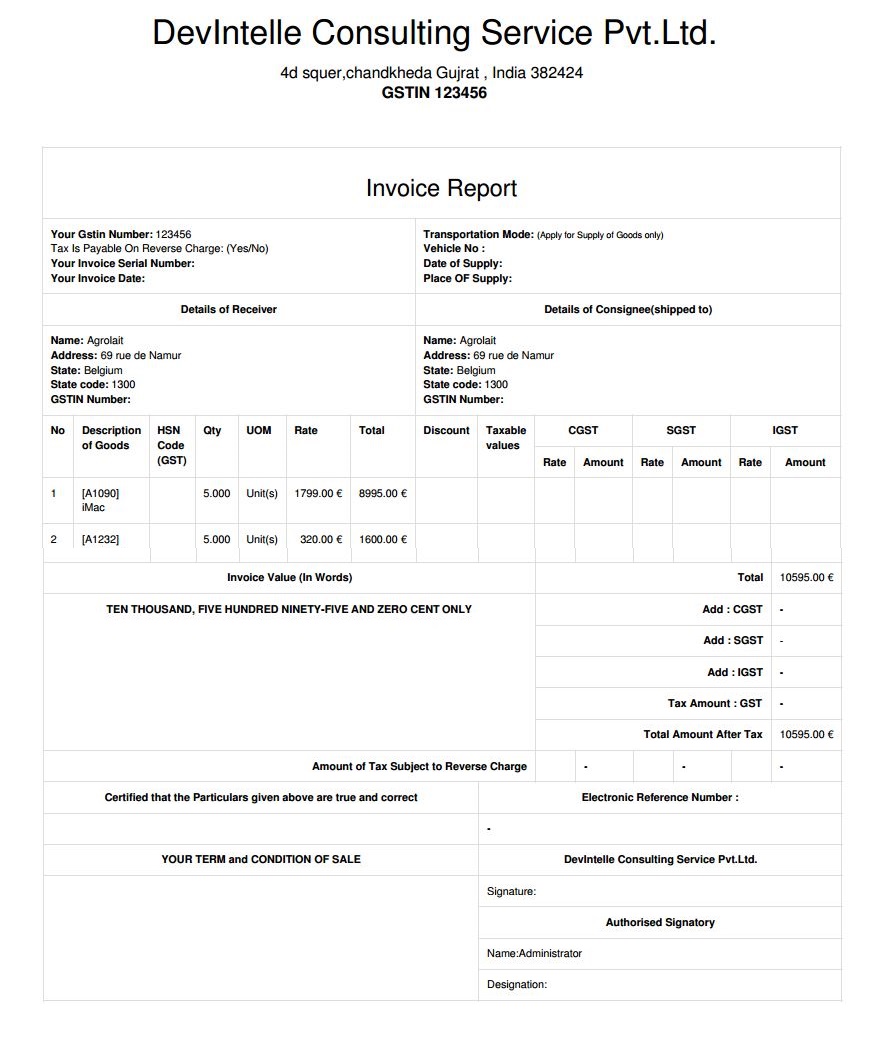 DevIntelle Consulting Service Pvt.Ltd.
4d squer,chandkheda Gujrat , India 382424
GSTIN 123456
Invoice Report
Your Gstin Number: 123456
Tax Is Payable On Reverse Charge: (Yes/No)
Your Invoice Serial Number:
Your Invoice Date:
Transportation Mode: (Apply for Supply of Goods only)
Vehicle No :
Date of Supply:
Place OF Supply:
Details of Receiver
Details of Consignee(shipped to)
Name: Agrolait
Address: 69 rue de Namur
State: Belgium
State code: 1300
GSTIN Number:
Name: Agrolait
Address: 69 rue de Namur
State: Belgium
State code: 1300
GSTIN Number:
No Description of Goods HSN Code (GST) Qty UOM Rate Total Discount Taxable values CGST SGST IGST
Rate Amount Rate Amount Rate Amount
1 [A1090] iMac 5.000 Unit(s) 1799.00 € 8995.00 €
2 [A1232] 5.000 Unit(s) 320.00 € 1600.00 €
Invoice Value (In Words) Total 10595.00 €
TEN THOUSAND, FIVE HUNDRED NINETY-FIVE AND ZERO CENT ONLY Add : CGST -
Add : SGST -
Add : IGST -
Tax Amount : GST -
Total Amount After Tax 10595.00 €
Amount of Tax Subject to Reverse Charge - - -
Certified that the Particulars given above are true and correct Electronic Reference Number :
-
YOUR TERM and CONDITION OF SALE DevIntelle Consulting Service Pvt.Ltd.
Signature:
Authorised Signatory
Name:Administrator
Designation: